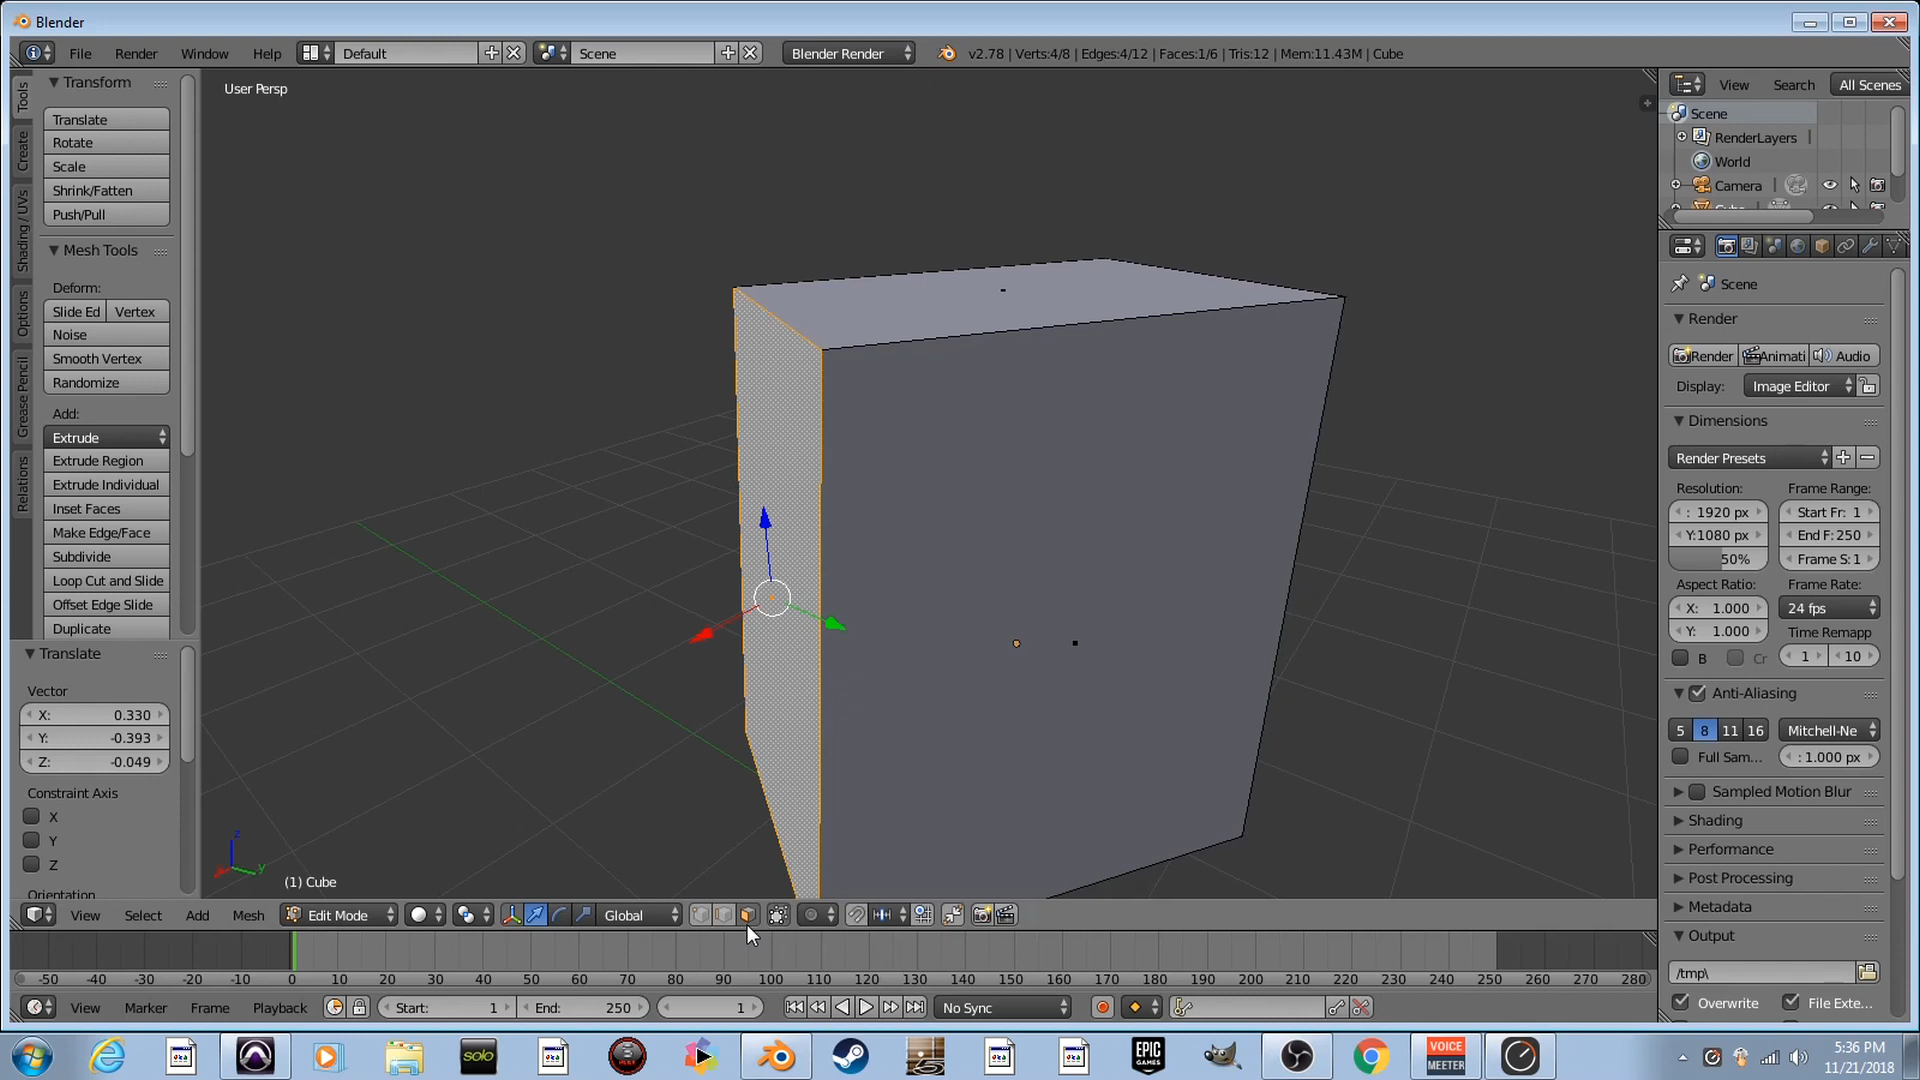 Blender
File Render Window Help Default Scene Blender Render v2.78 | Verts:4/8 | Edges:4/12 | Faces:1/6 | Tris:12 | Mem:11.43M | Cube
Tools
Create
Shading / UVs
Options
Grease Pencil
Relations
Transform
Translate
Rotate
Scale
Shrink/Fatten
Push/Pull
Mesh Tools
Deform:
Slide Ed Vertex
Noise
Smooth Vertex
Randomize
Add:
Extrude
Extrude Region
Extrude Individual
Inset Faces
Make Edge/Face
Subdivide
Loop Cut and Slide
Offset Edge Slide
Duplicate
Translate
Vector
X: 0.330
Y: -0.393
Z: -0.049
Constraint Axis
X
Y
Z
Orientation
User Persp
z
y
(1) Cube
View Search All Scenes
Scene
RenderLayers
World
Camera
Scene
Render
Render Animati Audio
Display: Image Editor
Dimensions
Render Presets
Resolution: Frame Range:
: 1920 px Start Fr: 1
Y:1080 px End F: 250
50% Frame S: 1
Aspect Ratio: Frame Rate:
X: 1.000 24 fps
Y: 1.000 Time Remapp
B Cr 1 10
Anti-Aliasing
5 8 11 16 Mitchell-Ne
Full Sam... : 1.000 px
Sampled Motion Blur
Shading
Performance
Post Processing
Metadata
Output
/tmp\
Overwrite File Exte...
View Select Add Mesh Edit Mode Global
-50 -40 -30 -20 -10 0 10 20 30 40 50 60 70 80 90 100 110 120 130 140 150 160 170 180 190 200 210 220 230 240 250 260 270 280
View Marker Frame Playback Start: 1 End: 250 1 No Sync
solo
EPIC GAMES
VOICE MEETER
5:36 PM
11/21/2018